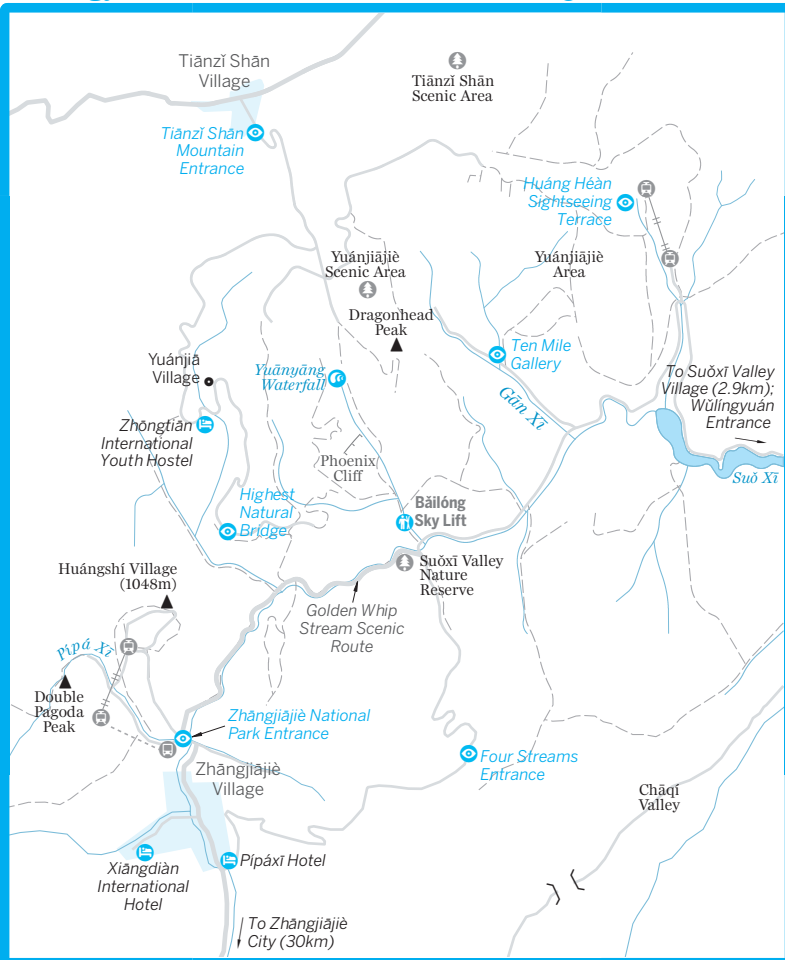 Tiānzǐ Shān
Village
Tiānzǐ Shān
Scenic Area
Tiānzǐ Shān
Mountain
Entrance
Huáng Héàn
Sightseeing
Terrace
Yuánjiājiè
Scenic Area
Yuánjiājiè
Area
Dragonhead
Peak
Ten Mile
Gallery
Yuánjiā
Village
Yuānyāng
Waterfall
To Suǒxī Valley
Village (2.9km);
Wǔlíngyuán
Entrance
Gān Xī
Zhōngtiān
International
Youth Hostel
Phoenix
Cliff
Suǒ Xī
Highest
Natural
Bridge
Bǎilóng
Sky Lift
Huángshí Village
(1048m)
Suǒxī Valley
Nature
Reserve
Golden Whip
Stream Scenic
Route
Pípá Xī
Double
Pagoda
Peak
Zhāngjiājiè National
Park Entrance
Four Streams
Entrance
Zhāngjiājiè
Village
Chāqí
Valley
Xiāngdiàn
International
Hotel
Pípáxī Hotel
To Zhāngjiājiè
City (30km)